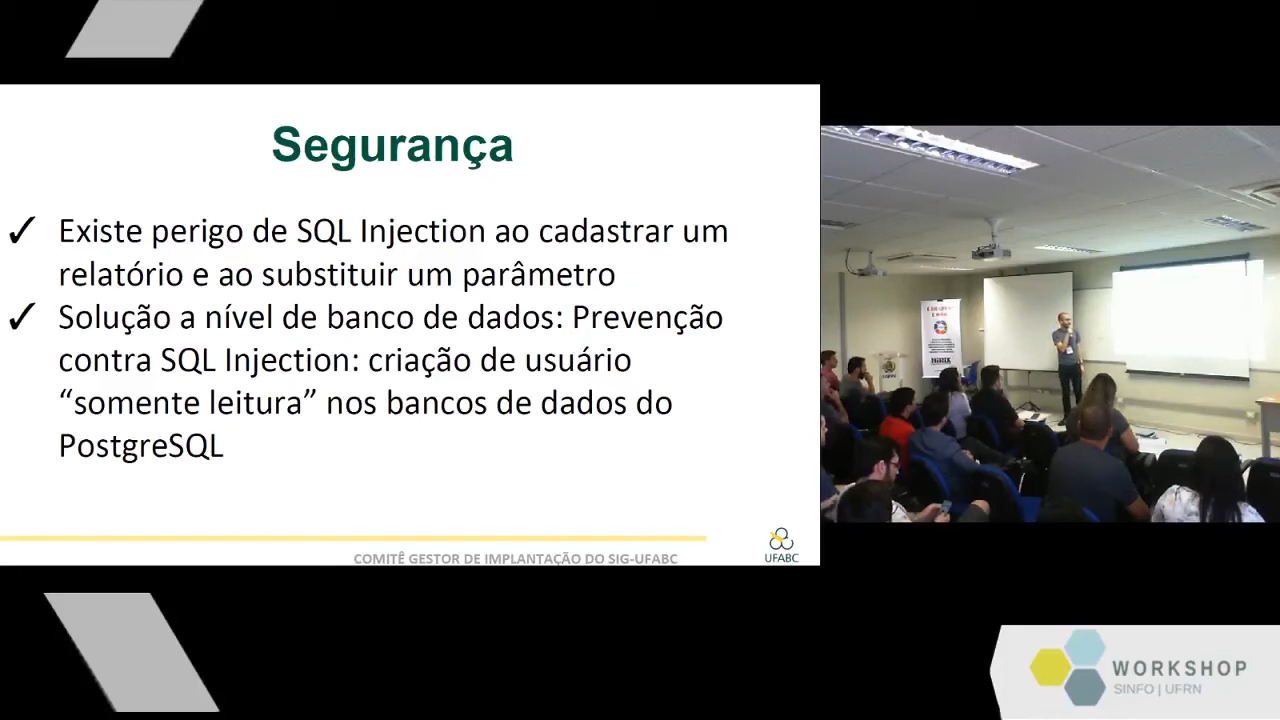 Segurança
✓ Existe perigo de SQL Injection ao cadastrar um
relatório e ao substituir um parâmetro
✓ Solução a nível de banco de dados: Prevenção
contra SQL Injection: criação de usuário
“somente leitura” nos bancos de dados do
PostgreSQL
COMITÊ GESTOR DE IMPLANTAÇÃO DO SIG-UFABC
UFABC
WORKSHOP
SINFO | UFRN